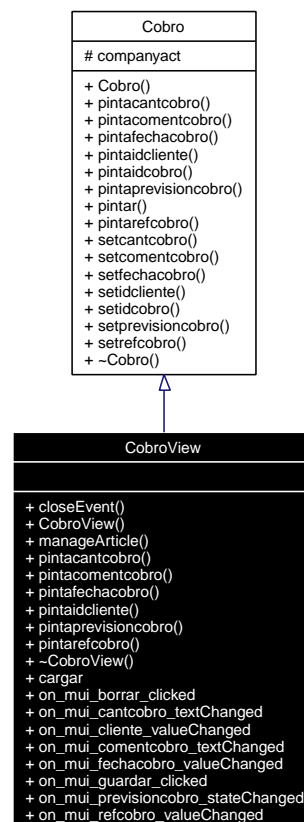 Cobro
# companyact
+ Cobro()
+ pintacantcobro()
+ pintacomentcobro()
+ pintafechacobro()
+ pintaidcliente()
+ pintaidcobro()
+ pintaprevisioncobro()
+ pintar()
+ pintarefcobro()
+ setcantcobro()
+ setcomentcobro()
+ setfechacobro()
+ setidcliente()
+ setidcobro()
+ setprevisioncobro()
+ setrefcobro()
+ ~Cobro()
CobroView
+ closeEvent()
+ CobroView()
+ manageArticle()
+ pintacantcobro()
+ pintacomentcobro()
+ pintafechacobro()
+ pintaidcliente()
+ pintaprevisioncobro()
+ pintarefcobro()
+ ~CobroView()
+ cargar
+ on_mui_borrar_clicked
+ on_mui_cantcobro_textChanged
+ on_mui_cliente_valueChanged
+ on_mui_comentcobro_textChanged
+ on_mui_fechacobro_valueChanged
+ on_mui_guardar_clicked
+ on_mui_previsioncobro_stateChanged
+ on_mui_refcobro_valueChanged